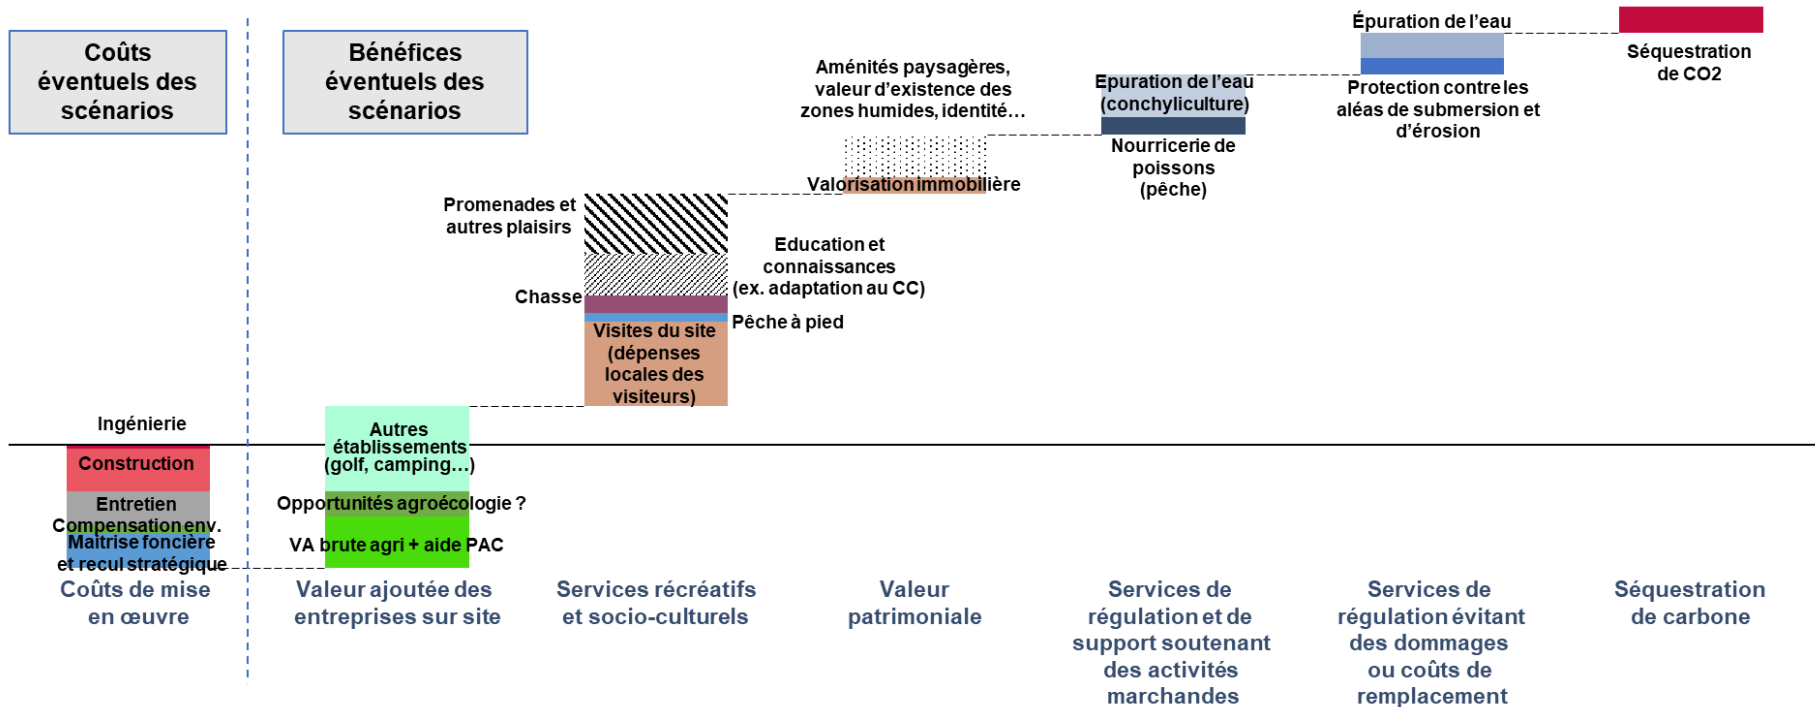 Coûts
éventuels des
scénarios
Bénéfices
éventuels des
scénarios
Ingénierie
Construction
Entretien
Compensation env.
Maîtrise foncière
et recul stratégique
Coûts de mise
en œuvre
Autres
établissements
(golf, camping…)
Opportunités agroécologie ?
VA brute agri + aide PAC
Valeur ajoutée des
entreprises sur site
Promenades et
autres plaisirs
Education et
connaissances
(ex. adaptation au CC)
Chasse
Pêche à pied
Visites du site
(dépenses
locales des
visiteurs)
Services récréatifs
et socio-culturels
Aménités paysagères,
valeur d’existence des
zones humides, identité…
Valorisation immobilière
Valeur
patrimoniale
Epuration de l’eau
(conchyliculture)
Nourricerie de
poissons
(pêche)
Services de
régulation et de
support soutenant
des activités
marchandes
Épuration de l’eau
Protection contre les
aléas de submersion et
d’érosion
Services de
régulation évitant
des dommages
ou coûts de
remplacement
Séquestration
de CO2
Séquestration
de carbone